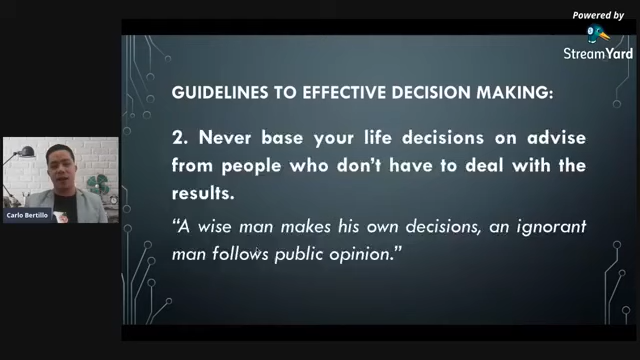 Powered by
StreamYard
GUIDELINES TO EFFECTIVE DECISION MAKING:
2. Never base your life decisions on advise
from people who don't have to deal with the
results.
"A wise man makes his own decisions, an ignorant
man follows public opinion."
Carlo Bertillo